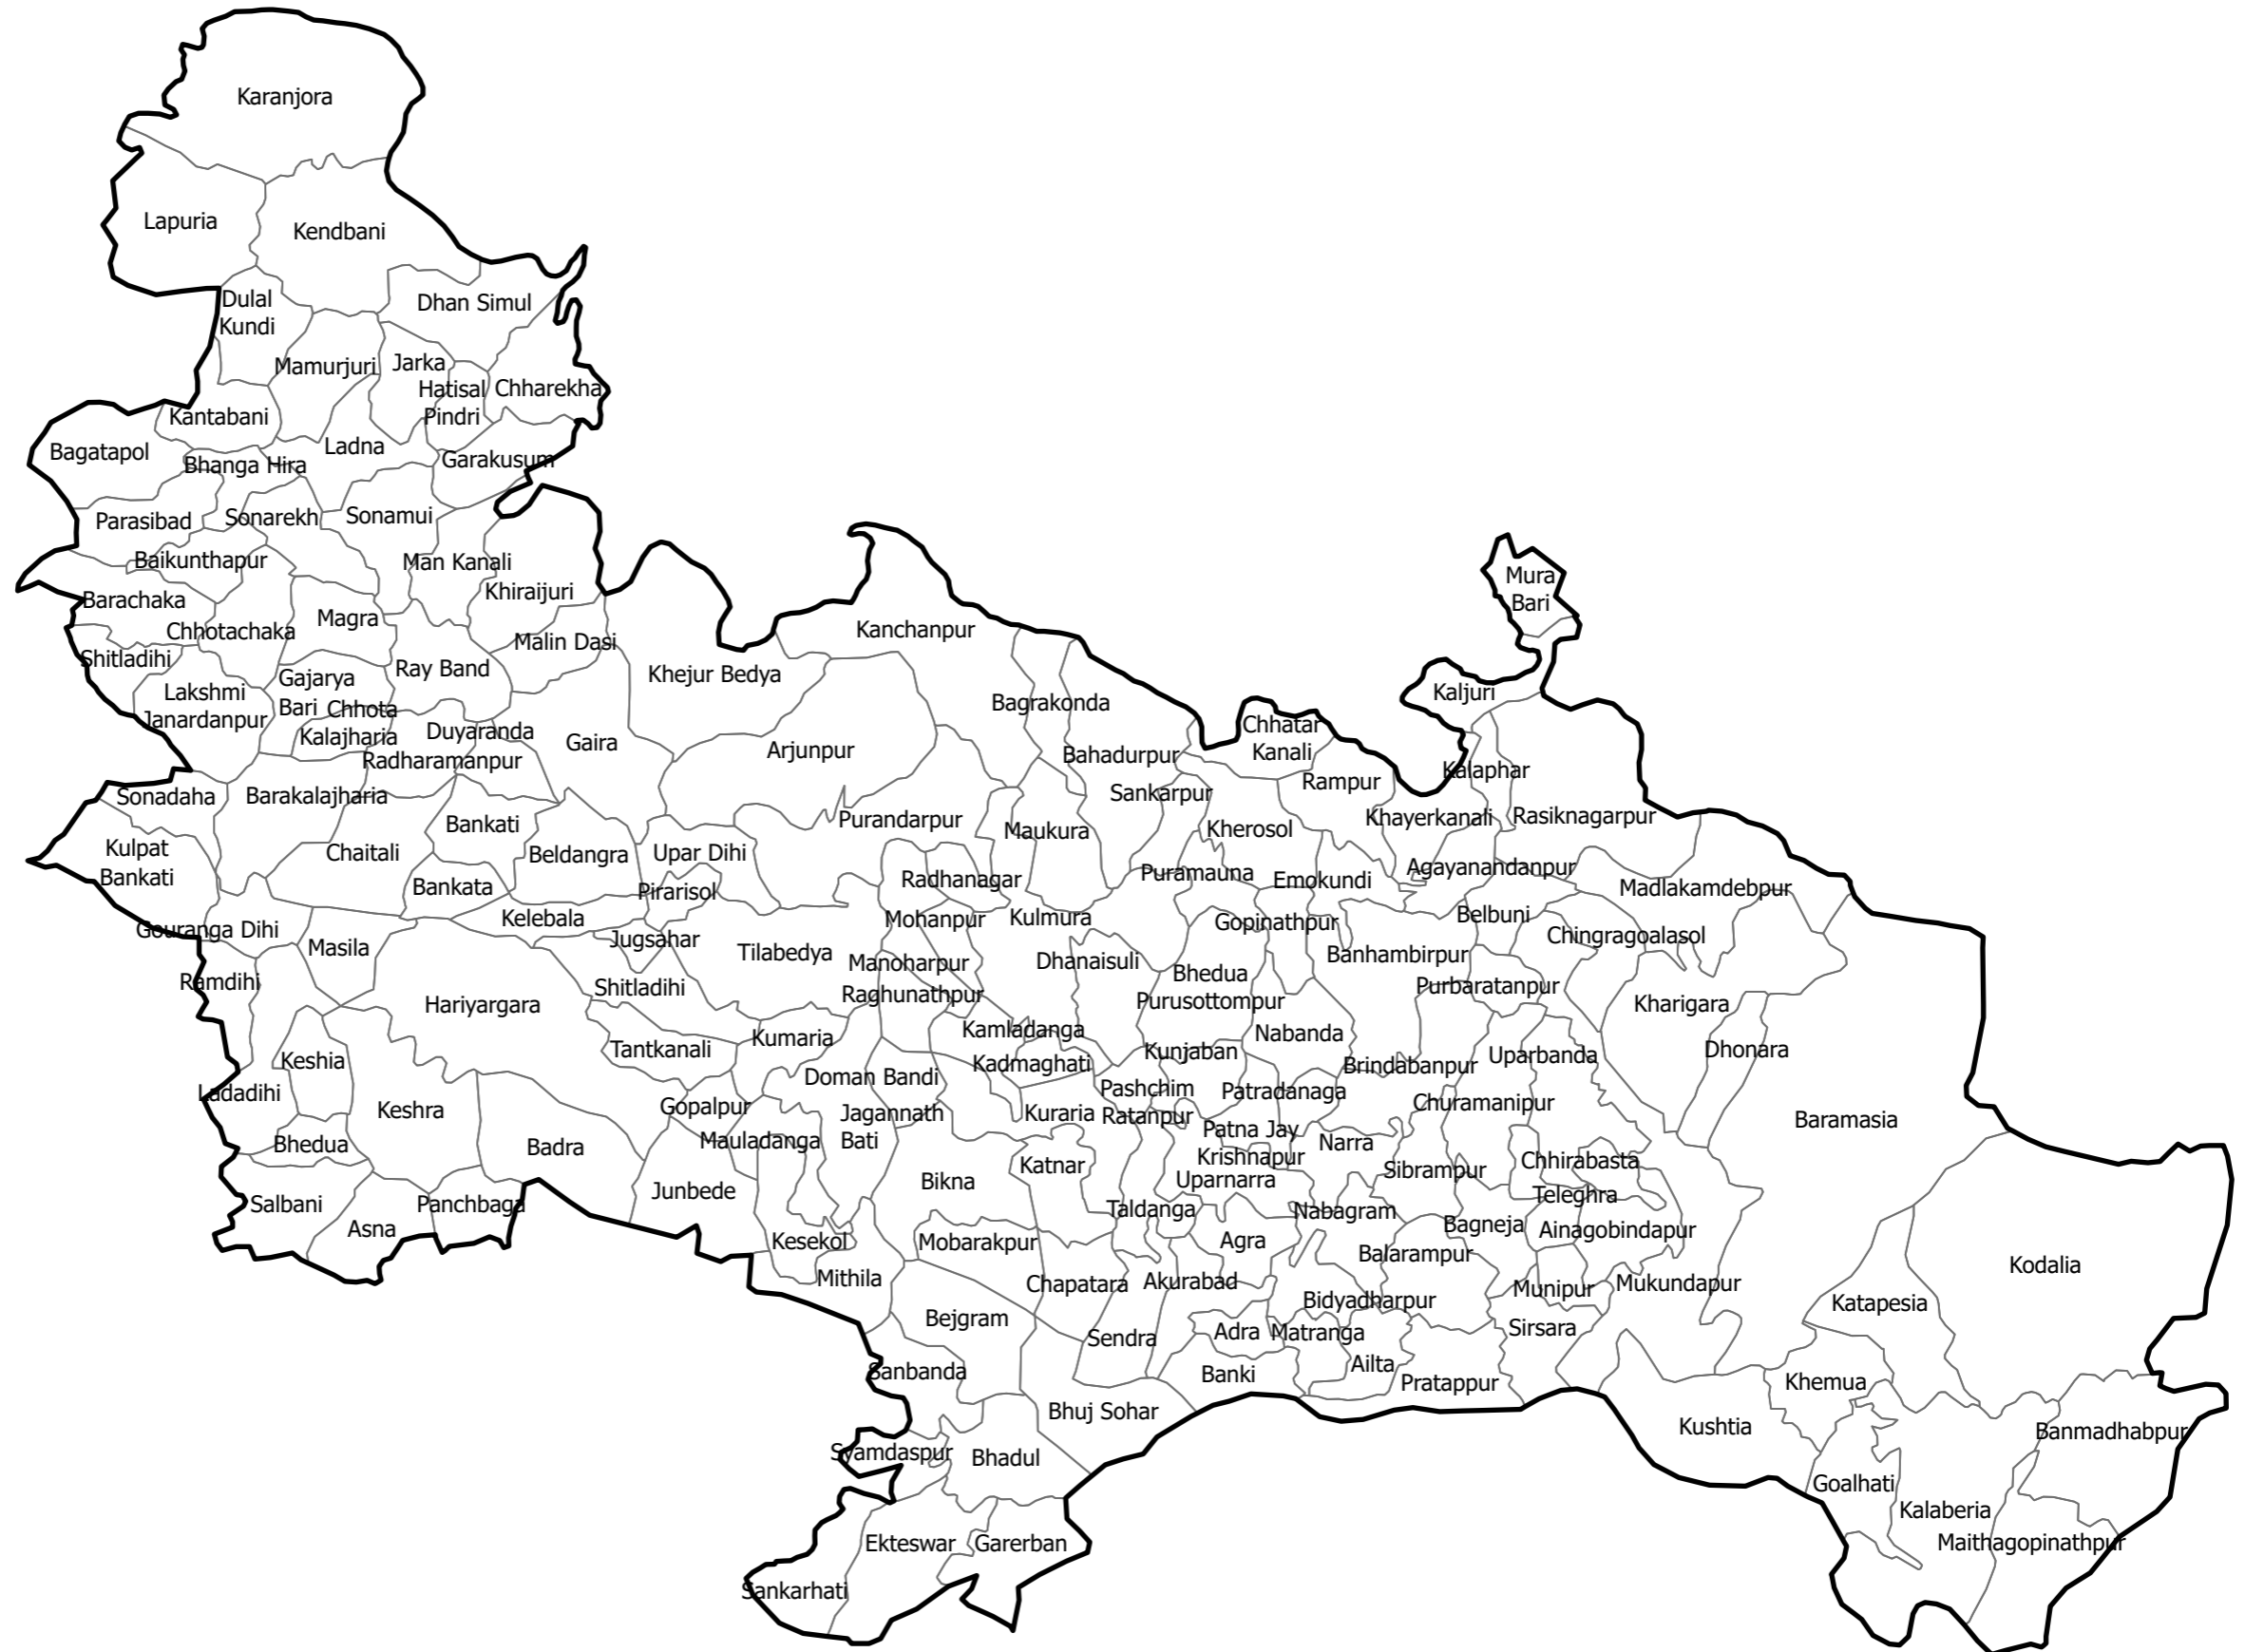 Karanjora
Lapuria
Kendbani
Dulal
Kundi
Dhan Simul
Mamurjuri
Jarka
Hatisal
Pindri
Chharekha
Kantabani
Bagatapol
Bhanga Hira
Ladna
Garakusum
Parasibad
Sonarekh
Sonamui
Baikunthapur
Man Kanali
Khiraijuri
Barachaka
Chhotachaka
Magra
Malin Dasi
Shitladihi
Lakshmi
Janardanpur
Gajarya
Bari
Chhota
Kalajharia
Ray Band
Duyaranda
Radharamanpur
Gaira
Khejur Bedya
Kanchanpur
Arjunpur
Bagrakonda
Bahadurpur
Sankarpur
Chhatar
Kanali
Rampur
Mura
Bari
Kaljuri
Kalaphar
Khayerkanali
Rasiknagarpur
Sonadaha
Barakalajharia
Kulpat
Bankati
Chaitali
Bankati
Bankata
Beldangra
Upar Dihi
Pirarisol
Purandarpur
Maukura
Kherosol
Radhanagar
Puramauna
Emokundi
Agayanandanpur
Madlakamdebpur
Gouranga Dihi
Masila
Kelebala
Jugsahar
Tilabedya
Mohanpur
Kulmura
Gopinathpur
Belbuni
Chingragoalasol
Banhambirpur
Ramdihi
Hariyargara
Shitladihi
Manoharpur
Raghunathpur
Dhanaisuli
Bhedua
Purusottompur
Purbaratanpur
Kharigara
Keshia
Tantkanali
Kumaria
Kamladanga
Kadmaghati
Kunjaban
Nabanda
Brindabanpur
Uparbanda
Dhonara
Ladadihi
Keshra
Gopalpur
Doman Bandi
Jagannath
Bati
Kuraria
Pashchim
Ratanpur
Patradanaga
Churamanipur
Baramasia
Bhedua
Badra
Mauladanga
Patna Jay
Krishnapur
Narra
Uparnarra
Sibrampur
Chhirabasta
Teleghra
Salbani
Asna
Panchbaga
Junbede
Bikna
Katnar
Taldanga
Nabagram
Bagneja
Ainagobindapur
Kesekol
Mithila
Mobarakpur
Chapatara
Agra
Akurabad
Balarampur
Bidyadharpur
Munipur
Mukundapur
Katapesia
Kodalia
Bejgram
Sendra
Adra
Matranga
Sirsara
Sanbanda
Banki
Ailta
Pratappur
Khemua
Bhuj Sohar
Kushtia
Banmadhabpur
Syamdaspur
Bhadul
Goalhati
Kalaberia
Maithagopinathpur
Ekteswar
Garerban
Sankarhati